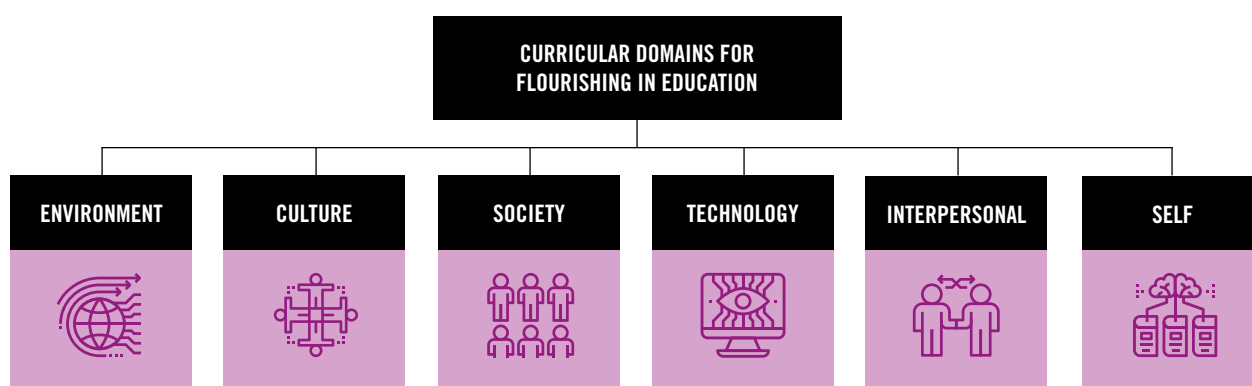 CURRICULAR DOMAINS FOR
FLOURISHING IN EDUCATION
ENVIRONMENT
CULTURE
SOCIETY
TECHNOLOGY
INTERPERSONAL
SELF